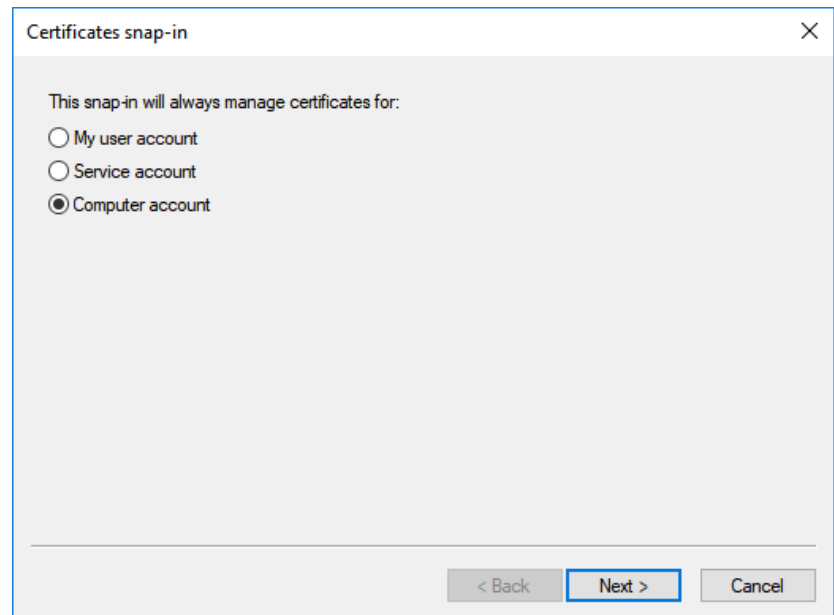 Certificates snap-in
This snap-in will always manage certificates for:
My user account
Service account
Computer account
< Back Next > Cancel